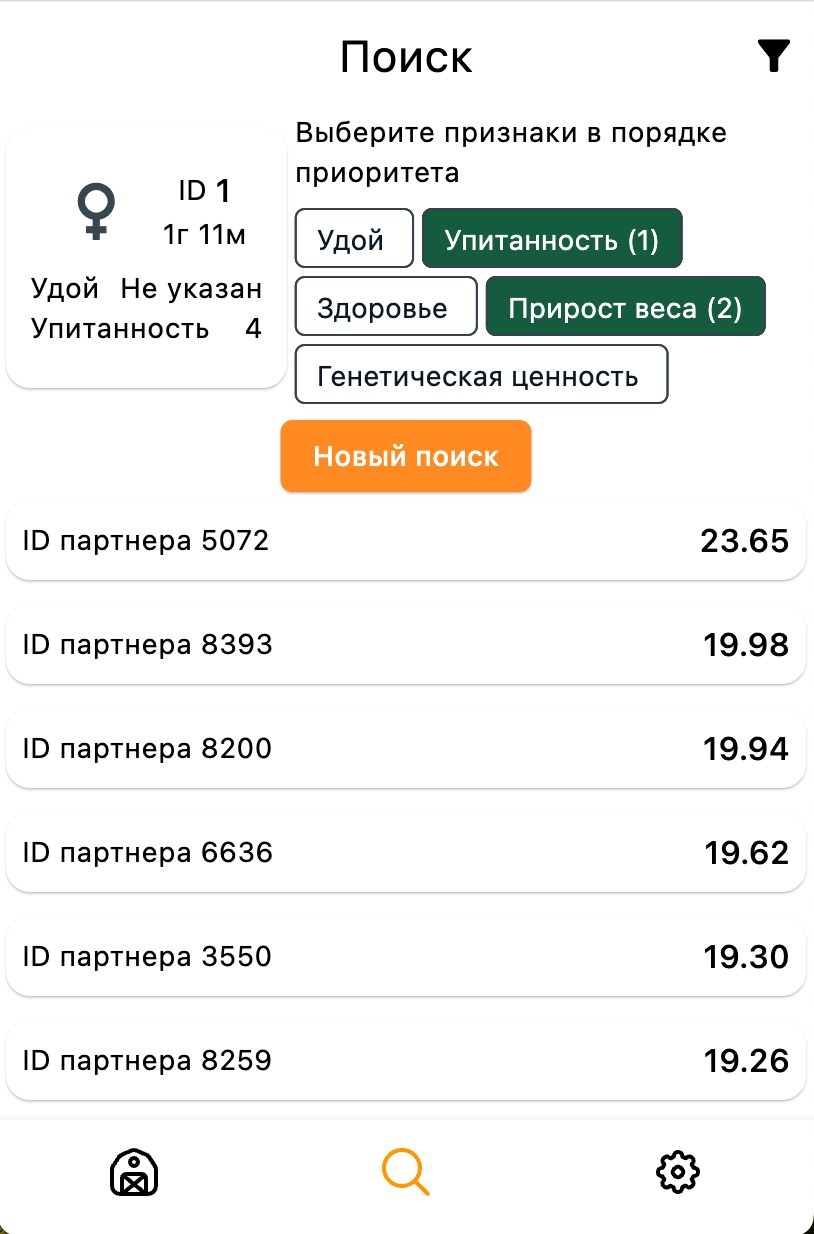 Поиск
ID 1
1г 11м
Удой Не указан
Упитанность 4
Выберите признаки в порядке
приоритета
Удой
Упитанность (1)
Здоровье
Прирост веса (2)
Генетическая ценность
Новый поиск
ID партнера 5072 23.65
ID партнера 8393 19.98
ID партнера 8200 19.94
ID партнера 6636 19.62
ID партнера 3550 19.30
ID партнера 8259 19.26